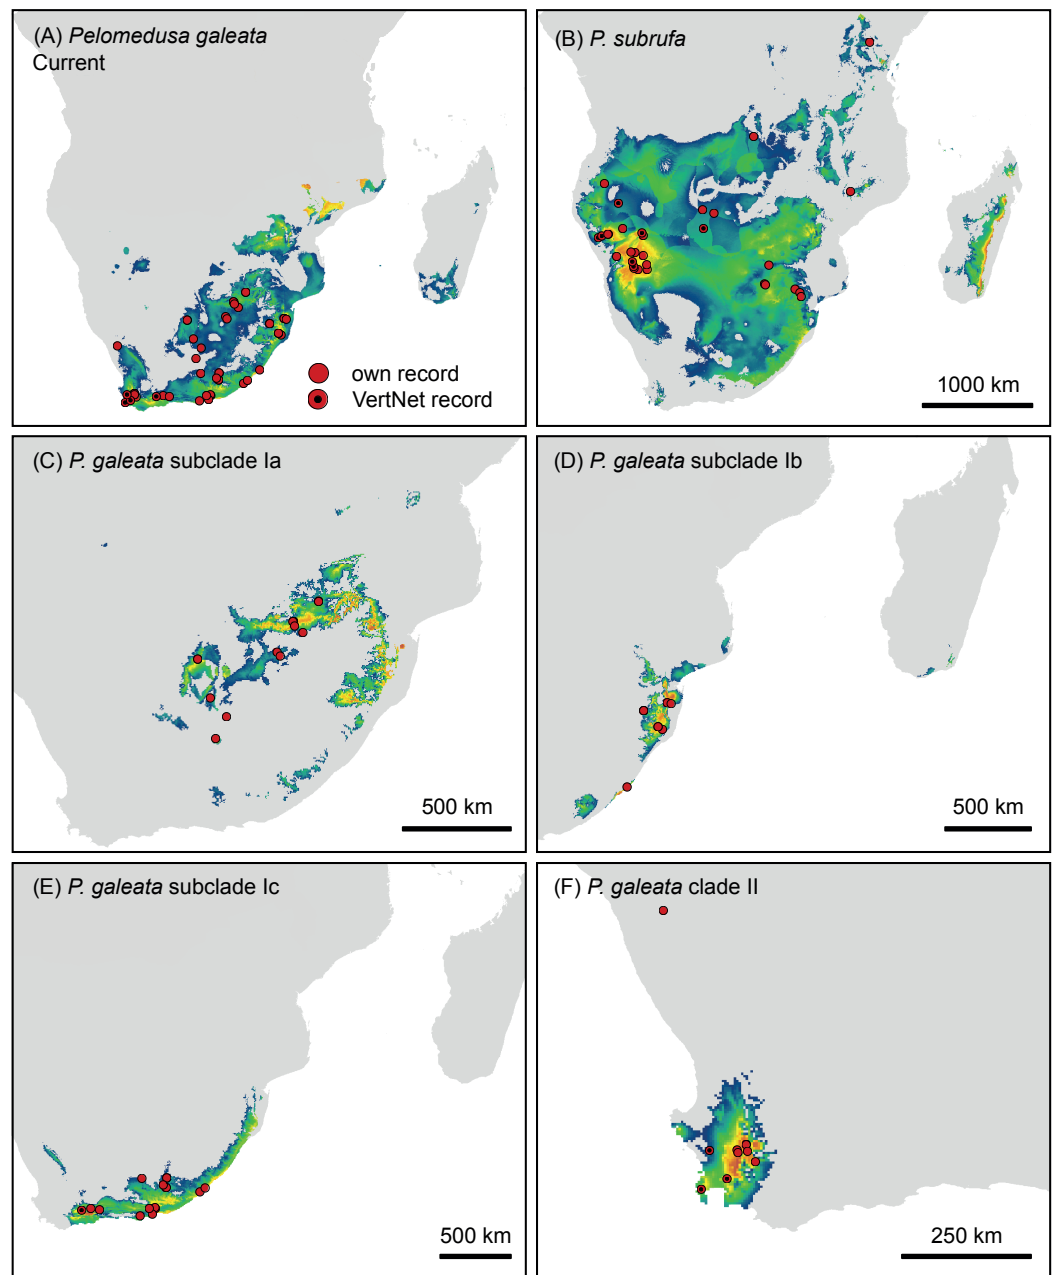 (A) Pelomedusa galeata
Current
own record
VertNet record
(B) P. subrufa
1000 km
(C) P. galeata subclade Ia
500 km
(D) P. galeata subclade Ib
500 km
(E) P. galeata subclade Ic
500 km
(F) P. galeata clade II
250 km